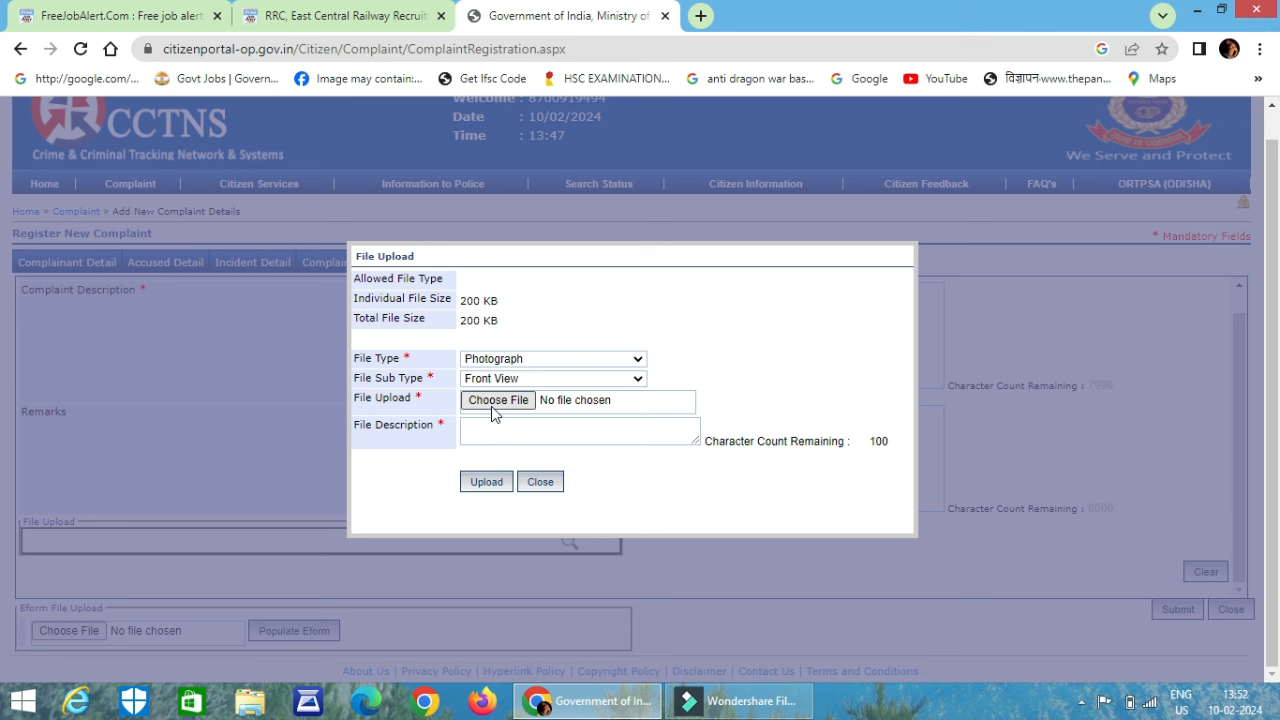 FreeJobAlert.Com : Free job alert
RRC, East Central Railway Recruit
Government of India, Ministry of
citizenportal-op.gov.in/Citizen/Complaint/ComplaintRegistration.aspx
http://google.com/...
Govt Jobs | Govern...
Image may contain:...
Get Ifsc Code
HSC EXAMINATION...
anti dragon war bas...
Google
YouTube
विज्ञापन-www.thepan...
Maps
»
CCTNS
Crime & Criminal Tracking Network & Systems
Welcome : 8700919494
Date : 10/02/2024
Time : 13:47
We Serve and Protect
Home
Complaint
Citizen Services
Information to Police
Search Status
Citizen Information
Citizen Feedback
FAQ's
ORTPSA (ODISHA)
Home » Complaint » Add New Complaint Details
Register New Complaint
* Mandatory Fields
Complainant Detail
Accused Detail
Incident Detail
Complai
Complaint Description *
Character Count Remaining : 7996
Remarks
Character Count Remaining : 8000
File Upload
Clear
Eform File Upload
Choose File No file chosen
Populate Eform
Submit
Close
File Upload
Allowed File Type
Individual File Size 200 KB
Total File Size 200 KB
File Type * Photograph
File Sub Type * Front View
File Upload * Choose File No file chosen
File Description *
Character Count Remaining : 100
Upload
Close
About Us | Privacy Policy | Hyperlink Policy | Copyright Policy | Disclaimer | Contact Us | Terms and Conditions
Government of In...
Wondershare Fil...
ENG
US
13:52
10-02-2024